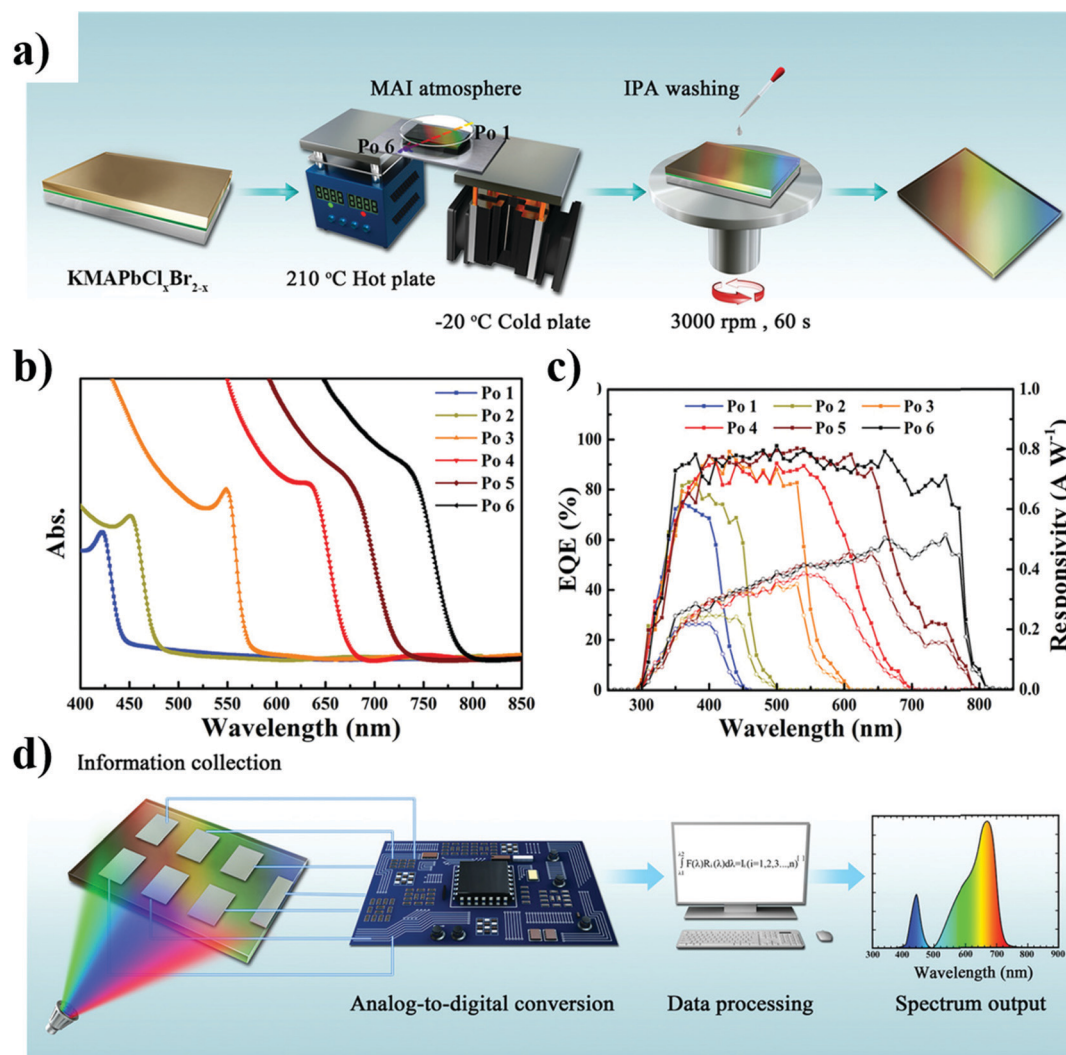 a)
MAI atmosphere
IPA washing
Po 1
Po 6
KMAPbClₓBr₂₋ₓ
210 °C Hot plate
-20 °C Cold plate
3000 rpm , 60 s
b)
Po 1
Po 2
Po 3
Po 4
Po 5
Po 6
Abs.
400 450 500 550 600 650 700 750 800 850
Wavelength (nm)
c)
Po 1 Po 2 Po 3
Po 4 Po 5 Po 6
100
80
60
40
20
0
EQE (%)
1.0
0.8
0.6
0.4
0.2
0.0
Responsivity (A W⁻¹)
300 400 500 600 700 800
Wavelength (nm)
d)
Information collection
Analog-to-digital conversion
Data processing
Spectrum output
300 400 500 600 700 900
Wavelength (nm)